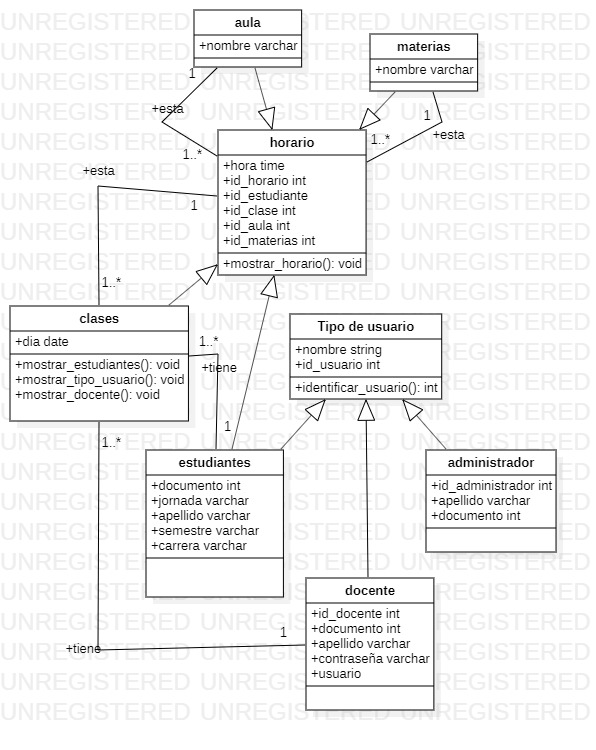 aula
+nombre varchar
materias
+nombre varchar
1
+esta
1..*
1
+esta
1..*
horario
+hora time
+id_horario int
+id_estudiante
+id_clase int
+id_aula int
+id_materias int
+mostrar_horario(): void
+esta
1
1..*
clases
+dia date
+mostrar_estudiantes(): void
+mostrar_tipo_usuario(): void
+mostrar_docente(): void
1..*
+tiene
1
Tipo de usuario
+nombre string
+id_usuario int
+identificar_usuario(): int
1..*
estudiantes
+documento int
+jornada varchar
+apellido varchar
+semestre varchar
+carrera varchar
administrador
+id_administrador int
+apellido varchar
+documento int
docente
+id_docente int
+documento int
+apellido varchar
+contraseña varchar
+usuario
1
+tiene
UNREGISTERED